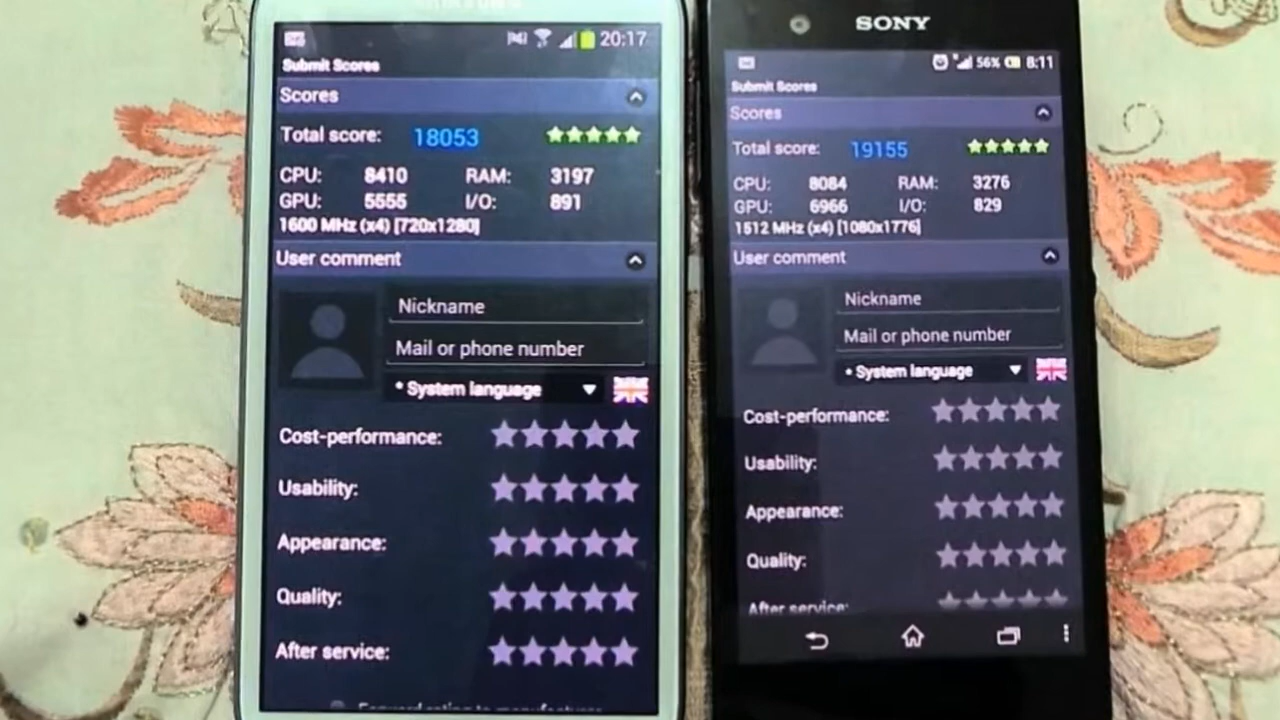 SAMSUNG
20:17
Submit Scores
Scores
Total score: 18053
CPU: 8410 RAM: 3197
GPU: 5555 I/O: 891
1600 MHz (x4) [720x1280]
User comment
Nickname
Mail or phone number
* System language
Cost-performance:
Usability:
Appearance:
Quality:
After service:
SONY
56% 8:11
Submit Scores
Scores
Total score: 19155
CPU: 8084 RAM: 3276
GPU: 6966 I/O: 829
1512 MHz (x4) [1080x1776]
User comment
Nickname
Mail or phone number
* System language
Cost-performance:
Usability:
Appearance:
Quality:
After service: